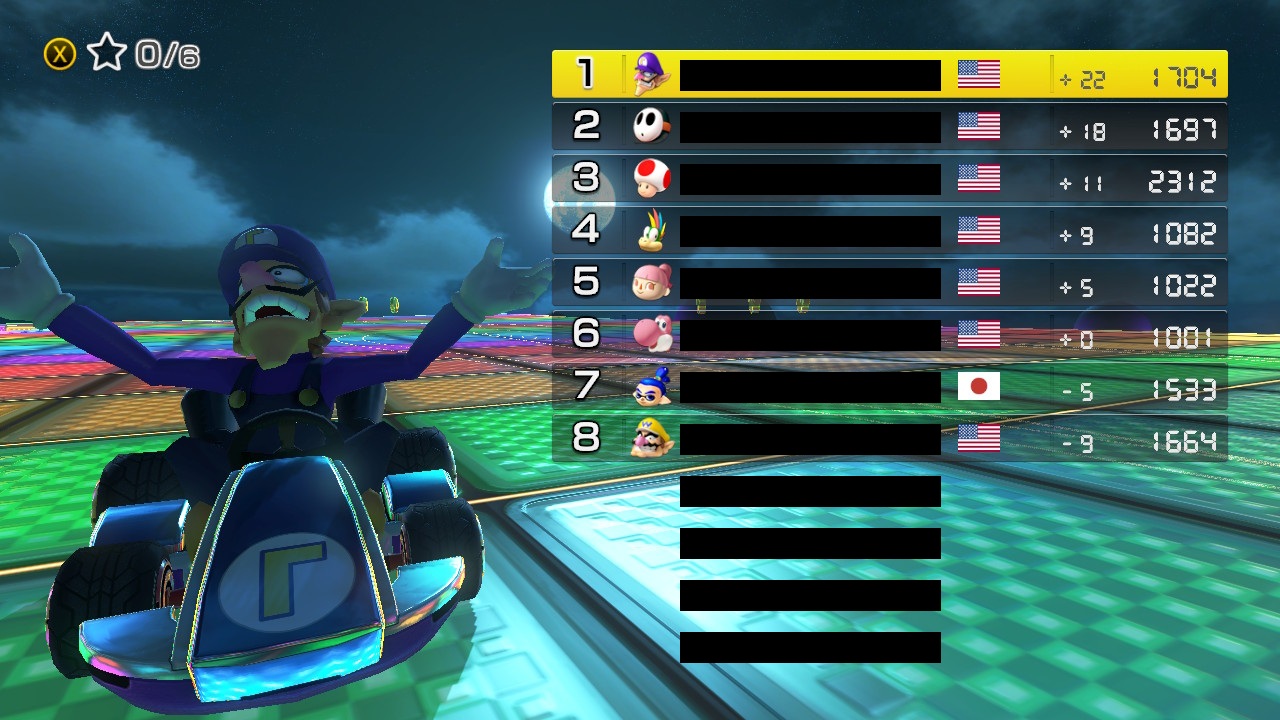 X 0/6
1 + 22 1704
2 + 18 1697
3 + 11 2312
4 + 9 1082
5 + 5 1022
6 + 0 1001
7 - 5 1533
8 - 9 1664